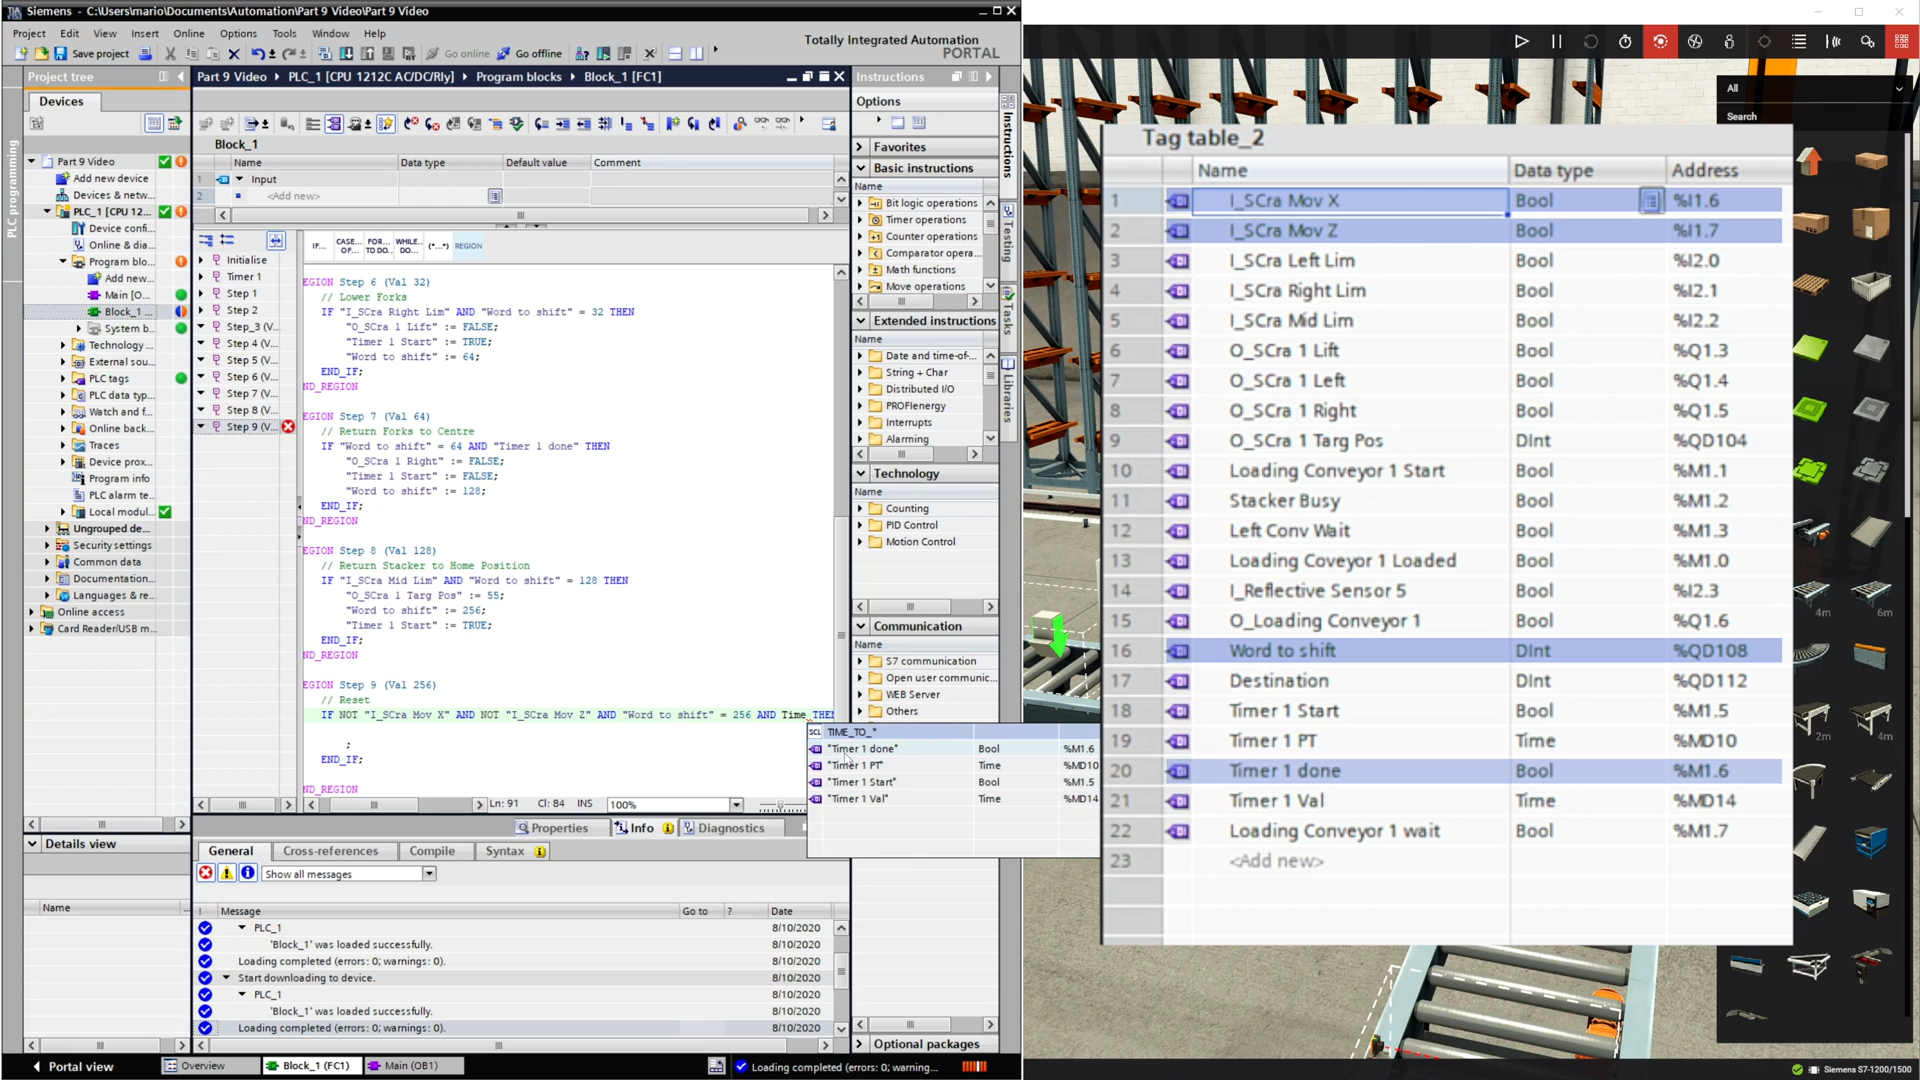 Siemens - C:\Users\mario\Documents\Automation\Part 9 Video\Part 9 Video
Project Edit View Insert Online Options Tools Window Help
Totally Integrated Automation
PORTAL
Save project
Go online
Go offline
Project tree
Part 9 Video PLC_1 [CPU 1212C AC/DC/Rly] Program blocks Block_1 [FC1]
Instructions
Devices
Options
PLC programming
Part 9 Video
Add new device
Devices & netw...
PLC_1 [CPU 12...
Device confi...
Online & dia...
Program blo...
Add new...
Main [O...
Block_1 ...
System b...
Technology ...
External sou...
PLC tags
PLC data typ...
Watch and f...
Online back...
Traces
Device prox...
Program info
PLC alarm te...
Local modul...
Ungrouped de...
Security settings
Common data
Documentation...
Languages & re...
Online access
Card Reader/USB m...
Details view
Name
Block_1
Name Data type Default value Comment
1 Input
2 <Add new>
IF... CASE... OF... FOR... TO DO... WHILE... DO... (*...*) REGION
Initialise
Timer 1
Step 1
Step 2
Step_3 (V...
Step 4 (V...
Step 5 (V...
Step 6 (V...
Step 7 (V...
Step 8 (V...
Step 9 (V...
EGION Step 6 (Val 32)
// Lower Forks
IF "I_SCra Right Lim" AND "Word to shift" = 32 THEN
"O_SCra 1 Lift" := FALSE;
"Timer 1 Start" := TRUE;
"Word to shift" := 64;
END_IF;
ND_REGION
EGION Step 7 (Val 64)
// Return Forks to Centre
IF "Word to shift" = 64 AND "Timer 1 done" THEN
"O_SCra 1 Right" := FALSE;
"Timer 1 Start" := FALSE;
"Word to shift" := 128;
END_IF;
ND_REGION
EGION Step 8 (Val 128)
// Return Stacker to Home Position
IF "I_SCra Mid Lim" AND "Word to shift" = 128 THEN
"O_SCra 1 Targ Pos" := 55;
"Word to shift" := 256;
"Timer 1 Start" := TRUE;
END_IF;
ND_REGION
EGION Step 9 (Val 256)
// Reset
IF NOT "I_SCra Mov X" AND NOT "I_SCra Mov Z" AND "Word to shift" = 256 AND Time THEN
;
END_IF;
ND_REGION
SCL TIME_TO_*
"Timer 1 done" Bool %M1.6
"Timer 1 PT" Time %MD10
"Timer 1 Start" Bool %M1.5
"Timer 1 Val" Time %MD14
Ln: 91 Cl: 84 INS 100%
Properties Info Diagnostics
General Cross-references Compile Syntax
Show all messages
! Message Go to ? Date
PLC_1 8/10/2020
'Block_1' was loaded successfully. 8/10/2020
Loading completed (errors: 0; warnings: 0). 8/10/2020
Start downloading to device. 8/10/2020
PLC_1 8/10/2020
'Block_1' was loaded successfully. 8/10/2020
Loading completed (errors: 0; warnings: 0). 8/10/2020
Favorites
Basic instructions
Name
Bit logic operations
Timer operations
Counter operations
Comparator opera...
Math functions
Move operations
Extended instructions
Name
Date and time-of-...
String + Char
Distributed I/O
PROFIenergy
Interrupts
Alarming
Technology
Name
Counting
PID Control
Motion Control
Communication
Name
S7 communication
Open user communic...
WEB Server
Others
Optional packages
Instructions
Testing
Tasks
Libraries
Portal view
Overview
Block_1 (FC1)
Main (OB1)
Loading completed (errors: 0; warning...
All
Search
Tag table_2
Name Data type Address
1 I_SCra Mov X Bool %I1.6
2 I_SCra Mov Z Bool %I1.7
3 I_SCra Left Lim Bool %I2.0
4 I_SCra Right Lim Bool %I2.1
5 I_SCra Mid Lim Bool %I2.2
6 O_SCra 1 Lift Bool %Q1.3
7 O_SCra 1 Left Bool %Q1.4
8 O_SCra 1 Right Bool %Q1.5
9 O_SCra 1 Targ Pos DInt %QD104
10 Loading Conveyor 1 Start Bool %M1.1
11 Stacker Busy Bool %M1.2
12 Left Conv Wait Bool %M1.3
13 Loading Coveyor 1 Loaded Bool %M1.0
14 I_Reflective Sensor 5 Bool %I2.3
15 O_Loading Conveyor 1 Bool %Q1.6
16 Word to shift DInt %QD108
17 Destination DInt %QD112
18 Timer 1 Start Bool %M1.5
19 Timer 1 PT Time %MD10
20 Timer 1 done Bool %M1.6
21 Timer 1 Val Time %MD14
22 Loading Conveyor 1 wait Bool %M1.7
23 <Add new>
4m
6m
2m
4m
Siemens S7-1200/1500